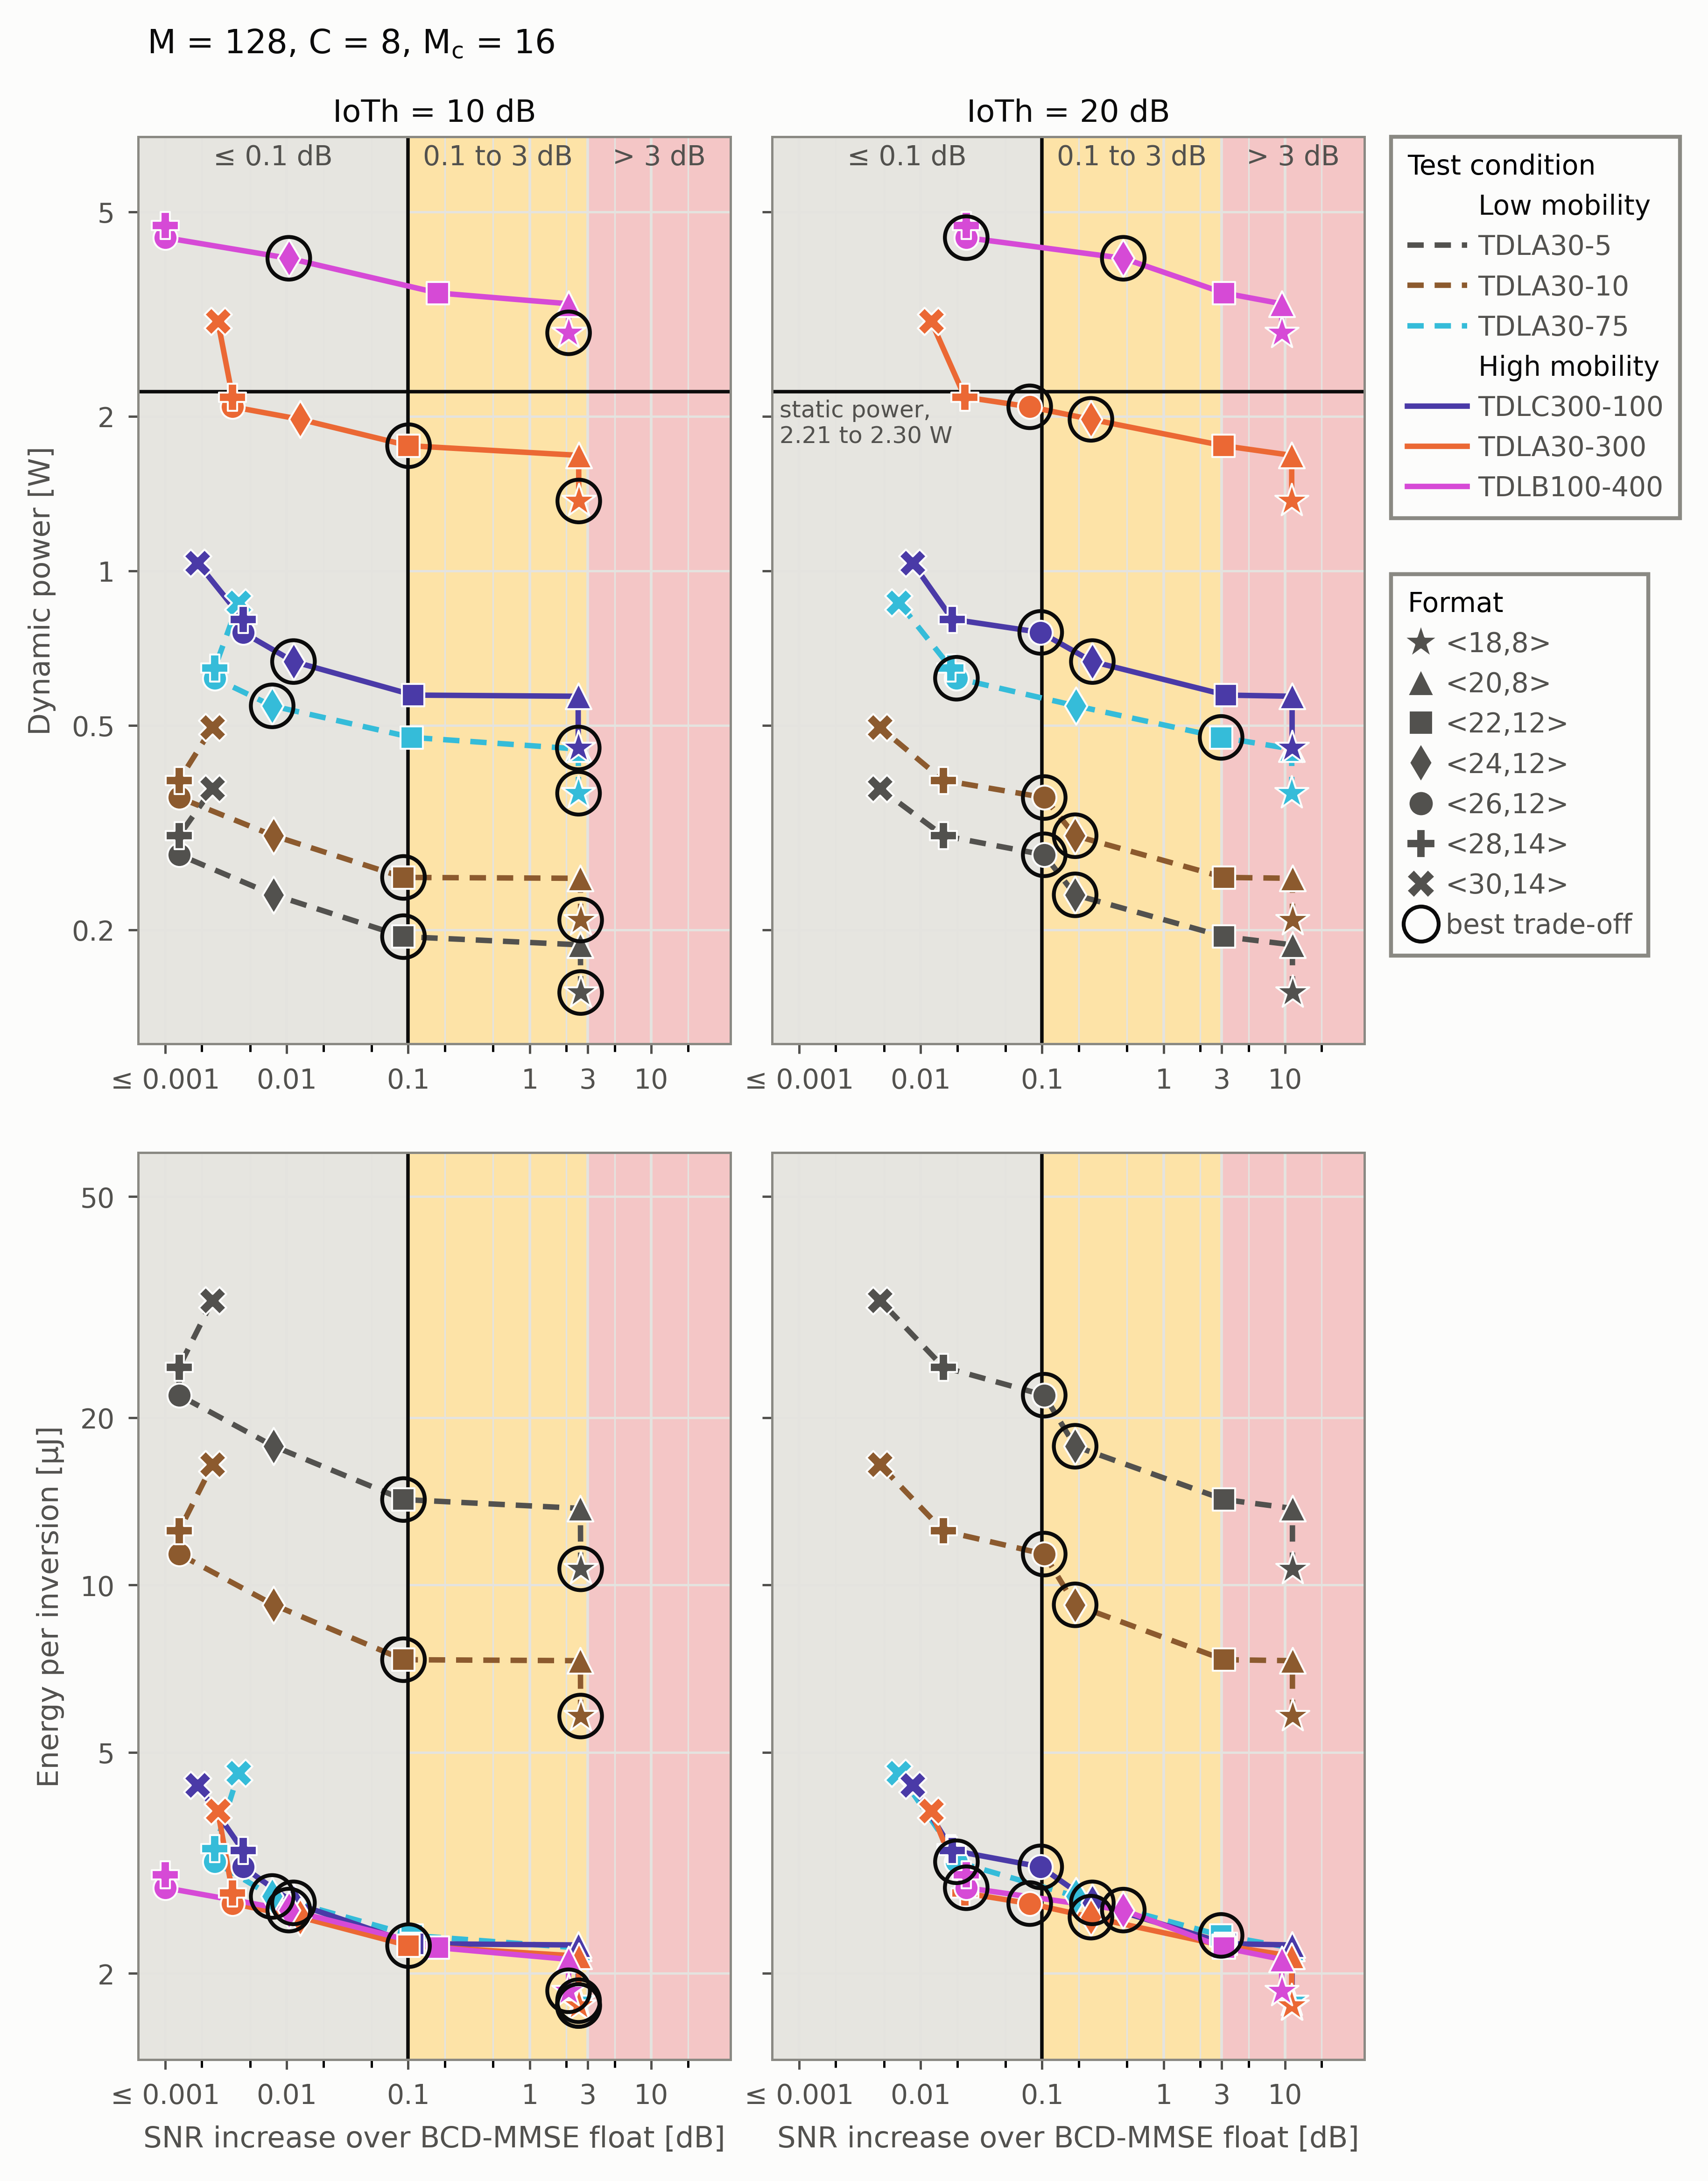 M = 128, C = 8, Mc = 16
IoTh = 10 dB
IoTh = 20 dB
≤ 0.1 dB
0.1 to 3 dB
> 3 dB
≤ 0.1 dB
0.1 to 3 dB
> 3 dB
Dynamic power [W]
5
2
1
0.5
0.2
static power,
2.21 to 2.30 W
≤ 0.001
0.01
0.1
1
3
10
≤ 0.001
0.01
0.1
1
3
10
Test condition
Low mobility
TDLA30-5
TDLA30-10
TDLA30-75
High mobility
TDLC300-100
TDLA30-300
TDLB100-400
Format
<18,8>
<20,8>
<22,12>
<24,12>
<26,12>
<28,14>
<30,14>
best trade-off
Energy per inversion [µJ]
50
20
10
5
2
≤ 0.001
0.01
0.1
1
3
10
≤ 0.001
0.01
0.1
1
3
10
SNR increase over BCD-MMSE float [dB]
SNR increase over BCD-MMSE float [dB]